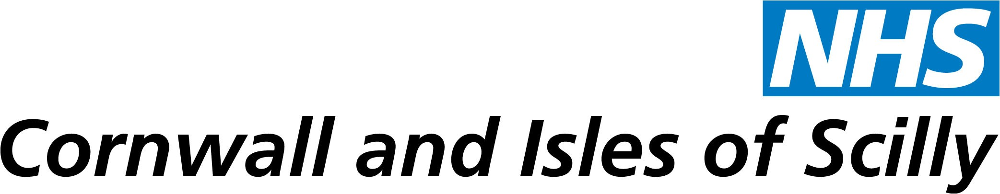 NHS
Cornwall and Isles of Scilly